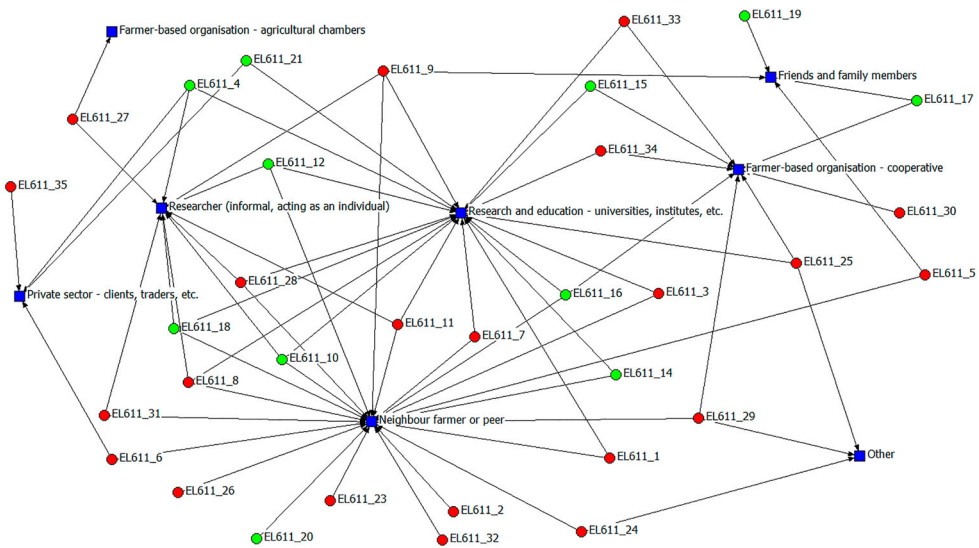 EL611_33
EL611_19
Farmer-based organisation - agricultural chambers
EL611_21
EL611_9
Friends and family members
EL611_4
EL611_15
EL611_17
EL611_27
EL611_34
EL611_12
Farmer-based organisation - cooperative
EL611_35
Researcher (informal, acting as an individual)
Research and education - universities, institutes, etc.
EL611_30
EL611_25
EL611_5
EL611_28
Private sector - clients, traders, etc.
EL611_16
EL611_3
EL611_18
EL611_11
EL611_7
EL611_10
EL611_14
EL611_8
EL611_31
Neighbour farmer or peer
EL611_29
EL611_6
EL611_1
Other
EL611_26
EL611_23
EL611_2
EL611_24
EL611_20
EL611_32